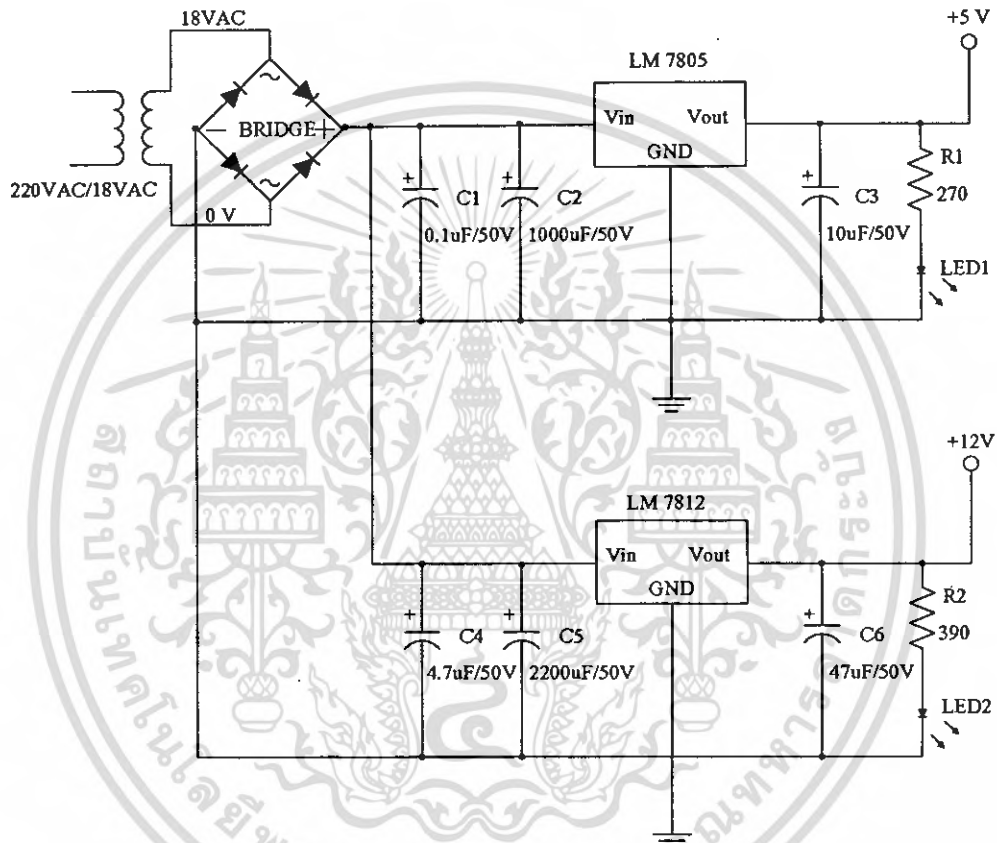 18VAC
+5 V
LM 7805
Vin
Vout
GND
~
− BRIDGE +
~
220VAC/18VAC
0 V
+
C1
0.1uF/50V
+
C2
1000uF/50V
+
C3
10uF/50V
R1
270
LED1
+12V
LM 7812
Vin
Vout
GND
+
C4
4.7uF/50V
+
C5
2200uF/50V
+
C6
47uF/50V
R2
390
LED2